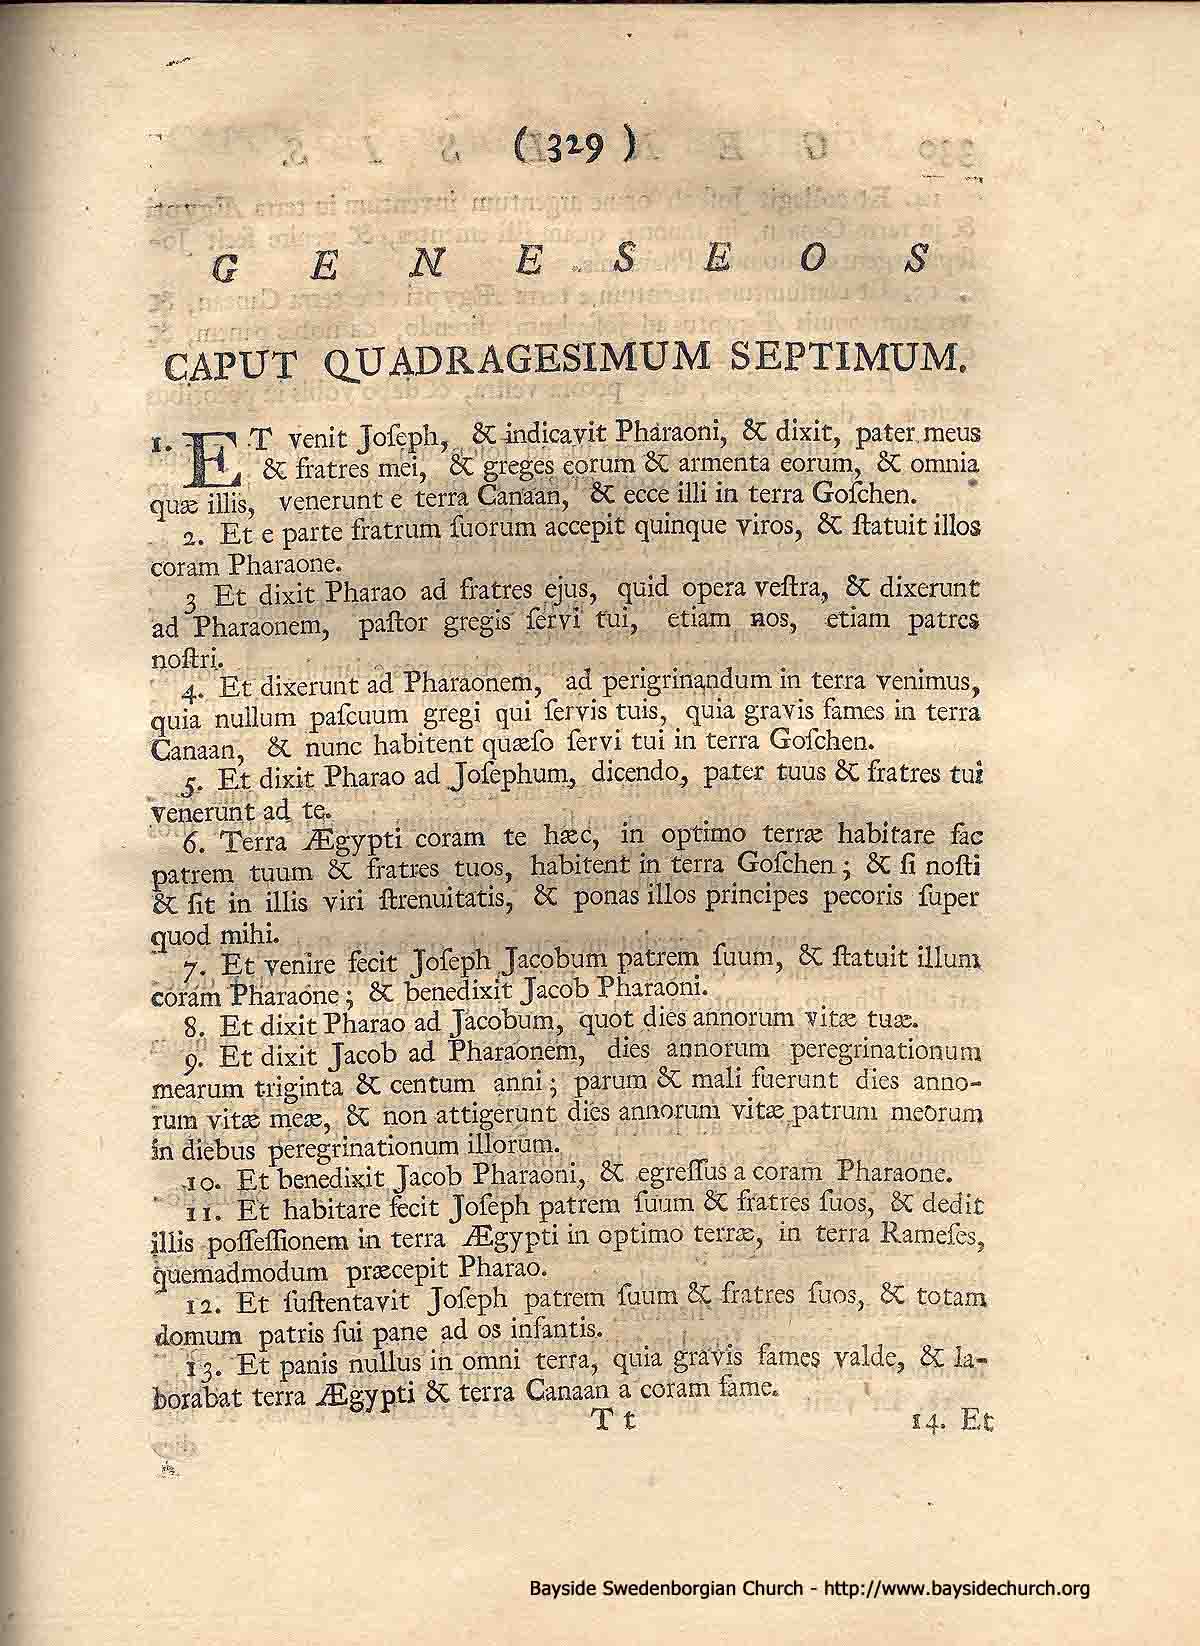 ( 329 )
G E N E S E O S
CAPUT QUADRAGESIMUM SEPTIMUM.
1. ET venit Joſeph, & indicavit Pharaoni, & dixit, pater meus
& fratres mei, & greges eorum & armenta eorum, & omnia
quæ illis, venerunt e terra Canaan, & ecce illi in terra Goſchen.
2. Et e parte fratrum ſuorum accepit quinque viros, & ſtatuit illos
coram Pharaone.
3 Et dixit Pharao ad fratres ejus, quid opera veſtra, & dixerunt
ad Pharaonem, paſtor gregis ſervi tui, etiam nos, etiam patres
noſtri.
4. Et dixerunt ad Pharaonem, ad perigrinandum in terra venimus,
quia nullum paſcuum gregi qui ſervis tuis, quia gravis fames in terra
Canaan, & nunc habitent quæſo ſervi tui in terra Goſchen.
5. Et dixit Pharao ad Joſephum, dicendo, pater tuus & fratres tui
venerunt ad te.
6. Terra Ægypti coram te hæc, in optimo terræ habitare fac
patrem tuum & fratres tuos, habitent in terra Goſchen; & ſi noſti
& ſit in illis viri ſtrenuitatis, & ponas illos principes pecoris ſuper
quod mihi.
7. Et venire fecit Joſeph Jacobum patrem ſuum, & ſtatuit illum
coram Pharaone; & benedixit Jacob Pharaoni.
8. Et dixit Pharao ad Jacobum, quot dies annorum vitæ tuæ.
9. Et dixit Jacob ad Pharaonem, dies annorum peregrinationum
mearum triginta & centum anni; parum & mali fuerunt dies anno-
rum vitæ meæ, & non attigerunt dies annorum vitæ patrum meorum
in diebus peregrinationum illorum.
10. Et benedixit Jacob Pharaoni, & egreſſus a coram Pharaone.
11. Et habitare fecit Joſeph patrem ſuum & fratres ſuos, & dedit
illis poſſeſſionem in terra Ægypti in optimo terræ, in terra Rameſes,
quemadmodum præcepit Pharao.
12. Et ſuſtentavit Joſeph patrem ſuum & fratres ſuos, & totam
domum patris ſui pane ad os infantis.
13. Et panis nullus in omni terra, quia gravis fames valde, & la-
borabat terra Ægypti & terra Canaan a coram fame.
T t 14. Et
Bayside Swedenborgian Church - http://www.baysidechurch.org